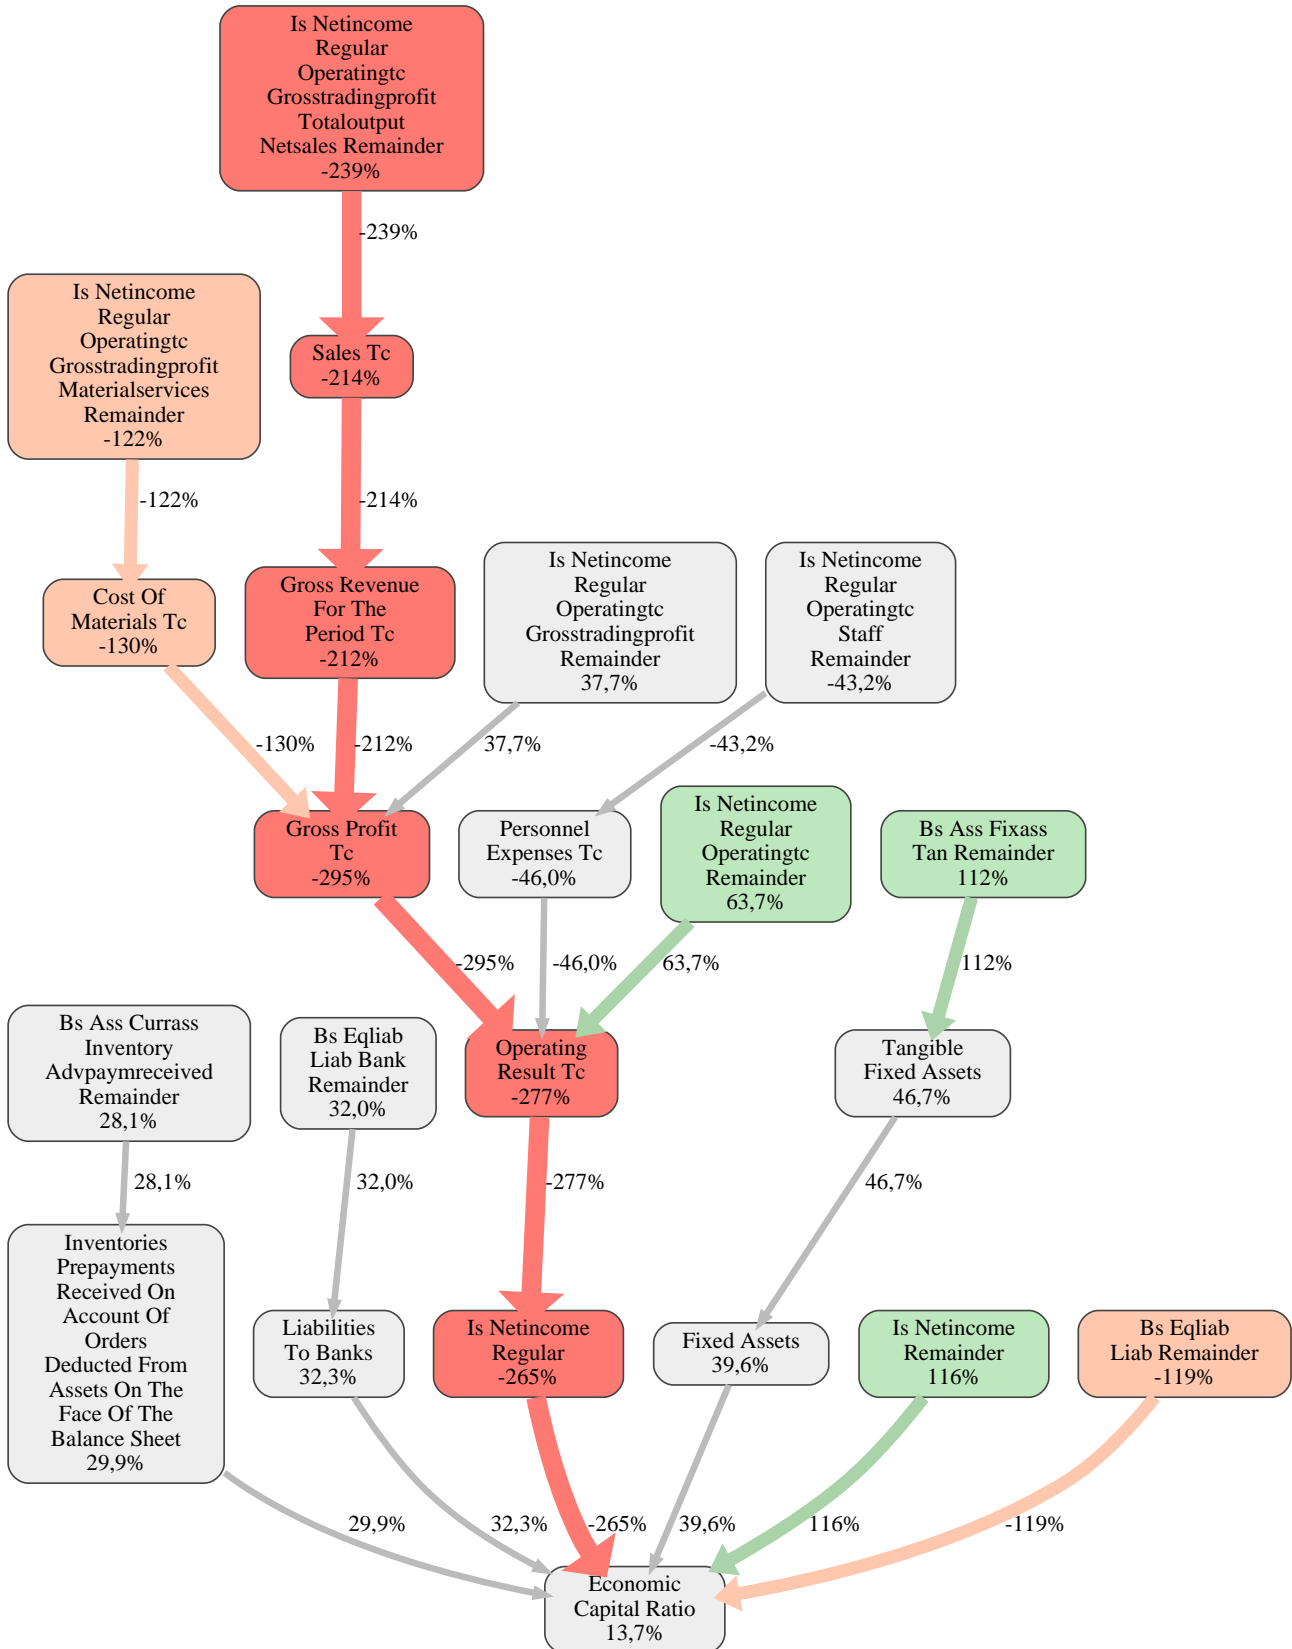 Is Netincome
Regular
Operatingtc
Grosstradingprofit
Totaloutput
Netsales Remainder
-239%
-239%
Is Netincome
Regular
Operatingtc
Grosstradingprofit
Materialservices
Remainder
-122%
Sales Tc
-214%
-122%
-214%
Cost Of
Materials Tc
-130%
Gross Revenue
For The
Period Tc
-212%
Is Netincome
Regular
Operatingtc
Grosstradingprofit
Remainder
37,7%
Is Netincome
Regular
Operatingtc
Staff
Remainder
-43,2%
-130%
-212%
37,7%
-43,2%
Gross Profit
Tc
-295%
Personnel
Expenses Tc
-46,0%
Is Netincome
Regular
Operatingtc
Remainder
63,7%
Bs Ass Fixass
Tan Remainder
112%
-295%
-46,0%
63,7%
112%
Bs Ass Currass
Inventory
Advpaymreceived
Remainder
28,1%
Bs Eqliab
Liab Bank
Remainder
32,0%
Operating
Result Tc
-277%
Tangible
Fixed Assets
46,7%
28,1%
32,0%
-277%
46,7%
Inventories
Prepayments
Received On
Account Of
Orders
Deducted From
Assets On The
Face Of The
Balance Sheet
29,9%
Liabilities
To Banks
32,3%
Is Netincome
Regular
-265%
Fixed Assets
39,6%
Is Netincome
Remainder
116%
Bs Eqliab
Liab Remainder
-119%
29,9%
32,3%
-265%
39,6%
116%
-119%
Economic
Capital Ratio
13,7%